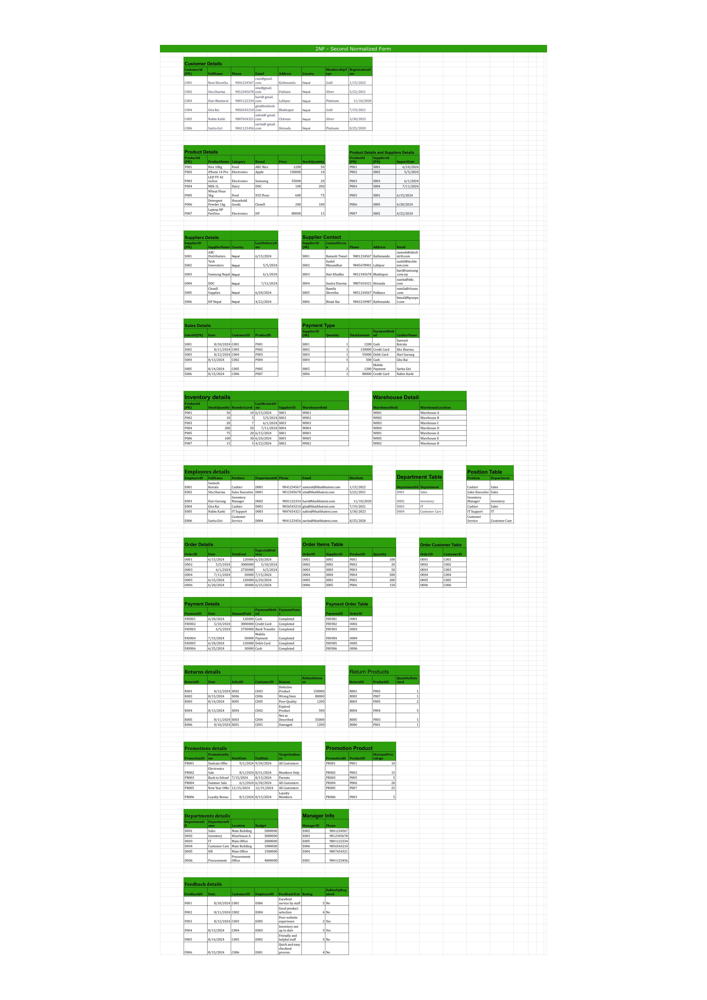 2NF - Second Normalized Form
Customer Details
CustomerId (PK) FullName Phone Email Address Country MembershipType RegistrationDate
C001 Ram Shrestha 9841234567 ram@gmail.com Kathmandu Nepal Gold 1/15/2022
C002 Sita Sharma 9812345678 sita@gmail.com Pokhara Nepal Silver 5/22/2021
C003 Hari Bhattarai 9801122334 hari@ gmail.com Lalitpur Nepal Platinum 11/10/2020
C004 Gita Rai 9856543210 gita@outlook.com Bhaktapur Nepal Gold 7/19/2021
C005 Nabin Karki 9807654321 nabin@ gmail.com Chitwan Nepal Silver 3/30/2023
C006 Sarita Giri 9841123456 sarita@ gmail.com Hetauda Nepal Platinum 8/25/2020
Product Details
ProductId (PK) ProductName Category Brand Price StockQuantity
P001 Rice 10kg Food ABC Rice 1200 50
P002 iPhone 14 Pro Electronics Apple 150000 10
P003 LED TV 42 inches Electronics Samsung 55000 20
P004 Milk 1L Dairy DDC 100 200
P005 Wheat Flour 5kg Food XYZ Flour 600 75
P006 Detergent Powder 1kg Household Goods CleanX 200 100
P007 Laptop HP Pavilion Electronics HP 80000 15
Product Details and Suppliers Details
ProductId (PK) SupplierId (PK) ImportDate
P001 S001 6/10/2024
P002 S002 5/5/2024
P003 S003 6/1/2024
P004 S004 7/11/2024
P005 S001 6/15/2024
P006 S005 6/20/2024
P007 S002 4/22/2024
Suppliers Details
SupplierID (PK) SupplierName Country LastDeliveryDate
S001 ABC Distributors Nepal 6/15/2024
S002 Tech Innovators Nepal 5/5/2024
S003 Samsung Nepal Nepal 6/1/2024
S004 DDC Nepal 7/11/2024
S005 CleanX Supplies Nepal 6/20/2024
S006 HP Nepal Nepal 4/22/2024
Supplier Contact
SupplierID (SR) ContactPerson Phone Address Email
S001 Ramesh Tiwari 9801234567 Kathmandu ramesh@abcdistrib.com
S002 Sushil Manandhar 9845678901 Lalitpur sushil@techinnov.com
S003 Hari Khadka 9812345678 Bhaktapur hari@samsung.com.np
S004 Sunita Sharma 9807654321 Hetauda sunita@ddc.com
S005 Ramila Shrestha 9851234567 Pokhara ramila@cleanx.com
S006 Bimal Rai 9843210987 Kathmandu bimal@hpnepal.com
Sales Details
SalesID(PK) Date CustomerID ProductID
S001 8/10/2024 C001 P001
S002 8/11/2024 C003 P002
S003 8/12/2024 C004 P003
S004 8/13/2024 C002 P004
S005 8/14/2024 C005 P005
S006 8/15/2024 C006 P007
Payment Type
SupplierID (SR) Quantity TotalAmount PaymentMethod CashierName
S001 1 1200 Cash Santosh Koirala
S002 1 150000 Credit Card Sita Sharma
S003 1 55000 Debit Card Hari Gurung
S004 5 500 Cash Gita Rai
S005 2 1200 Mobile Payment Sarita Giri
S006 1 80000 Credit Card Nabin Karki
Inventory details
ProductId (PK) StockQuantity ReorderLevel LastRestockDate SupplierID WarehouseHold
P001 50 10 6/15/2024 S001 W001
P002 10 5 5/5/2024 S002 W002
P003 20 7 6/1/2024 S003 W003
P004 200 50 7/11/2024 S004 W004
P005 75 20 6/15/2024 S001 W001
P006 100 30 6/20/2024 S005 W005
P007 15 5 4/22/2024 S002 W002
Warehouse Detail
WarehouseHold WarehouseLocation
W001 Warehouse A
W002 Warehouse B
W003 Warehouse C
W004 Warehouse D
W001 Warehouse A
W005 Warehouse E
W002 Warehouse B
Employees details
EmployeeID FullName Position DepartmentId Phone Email HireDate
E001 Santosh Koirala Cashier D001 9841234567 santosh@bhatbhateni.com 1/15/2022
E002 Sita Sharma Sales Executive D001 9812345678 sita@bhatbhateni.com 5/22/2021
E003 Hari Gurung Inventory Manager D002 9801122334 hari@bhatbhateni.com 11/10/2020
E004 Gita Rai Cashier D001 9856543210 gita@bhatbhateni.com 7/19/2021
E005 Nabin Karki IT Support D003 9807654321 nabin@bhatbhateni.com 3/30/2023
E006 Sarita Giri Customer Service D004 9841123456 sarita@bhatbhateni.com 8/25/2020
Department Table
DepartmentId Department
D001 Sales
D002 Inventory
D003 IT
D004 Customer Care
Position Table
Position Department
Cashier Sales
Sales Executive Sales
Inventory Manager Inventory
Cashier Sales
IT Support IT
Customer Service Customer Care
Order Details
OrderID Date TotalCost ExpectedDelivery
O001 6/15/2024 120000 6/20/2024
O002 5/5/2024 3000000 5/10/2024
O003 6/1/2024 2750000 6/5/2024
O004 7/11/2024 50000 7/15/2024
O005 6/15/2024 120000 6/20/2024
O006 6/20/2024 30000 6/25/2024
Order Items Table
OrderID SupplierID ProductID Quantity
O001 S001 P001 100
O002 S002 P002 20
O003 S003 P003 50
O004 S004 P004 500
O005 S001 P005 200
O006 S005 P006 150
Order Customer Table
OrderID CustomerID
O001 C001
O002 C002
O003 C003
O004 C004
O005 C005
O006 C006
Payment Details
PaymentID Date AmountPaid PaymentMethod PaymentStatus
PAY001 6/20/2024 120000 Cash Completed
PAY002 5/10/2024 3000000 Credit Card Completed
PAY003 6/5/2024 2750000 Bank Transfer Completed
PAY004 7/15/2024 50000 Mobile Payment Completed
PAY005 6/20/2024 120000 Debit Card Completed
PAY006 6/25/2024 30000 Cash Completed
Payment Order Table
PaymentID OrderID
PAY001 O001
PAY002 O002
PAY003 O003
PAY004 O004
PAY005 O005
PAY006 O006
Returns details
ReturnID Date SalesID CustomerID Reason RefundAmount
R001 8/12/2024 S002 C003 Defective Product 150000
R002 8/15/2024 S006 C006 Wrong Item 80000
R003 8/14/2024 S005 C005 Poor Quality 1200
R004 8/13/2024 S004 C002 Expired Product 500
R005 8/11/2024 S003 C004 Not as Described 55000
R006 8/10/2024 S001 C001 Damaged 1200
Return Products
ReturnID ProductID QuantityReturned
R001 P002 1
R002 P007 1
R003 P005 2
R004 P004 5
R005 P003 1
R006 P001 1
Promotions details
PromotionID PromotionName StartDate EndDate TargetAudience
PR001 Dashain Offer 9/1/2024 9/30/2024 All Customers
PR002 Electronics Sale 8/1/2024 8/31/2024 Members Only
PR003 Back to School 7/15/2024 8/15/2024 Parents
PR004 Summer Sale 6/1/2024 6/30/2024 All Customers
PR005 New Year Offer 12/15/2024 12/31/2024 All Customers
PR006 Loyalty Bonus 8/1/2024 8/15/2024 Loyalty Members
Promotion Product
PromotionID ProductID DiscountPercentage
PR001 P001 10
PR002 P002 15
PR003 P005 5
PR004 P006 20
PR005 P007 25
PR006 P003 5
Departments details
DepartmentID DepartmentName Location Budget
D001 Sales Main Building 5000000
D002 Inventory Warehouse A 3000000
D003 IT Main Office 2000000
D004 Customer Care Main Building 1000000
D005 HR Main Office 1500000
D006 Procurement Procurement Office 4000000
Manager Info
ManagerID Phone
E002 9841234567
E003 9812345678
E005 9801122334
E006 9856543210
E004 9807654321
E001 9841123456
Feedback details
FeedbackID Date CustomerID EmployeeID FeedbackText Rating FollowUpRequired
F001 8/10/2024 C001 E006 Excellent service by staff 5 No
F002 8/11/2024 C002 E004 Good product selection 4 No
F003 8/12/2024 C003 E005 Poor website experience 2 Yes
F004 8/13/2024 C004 E003 Inventory not up to date 3 Yes
F005 8/14/2024 C005 E002 Friendly and helpful staff 5 No
F006 8/15/2024 C006 E001 Quick and easy checkout process 4 No